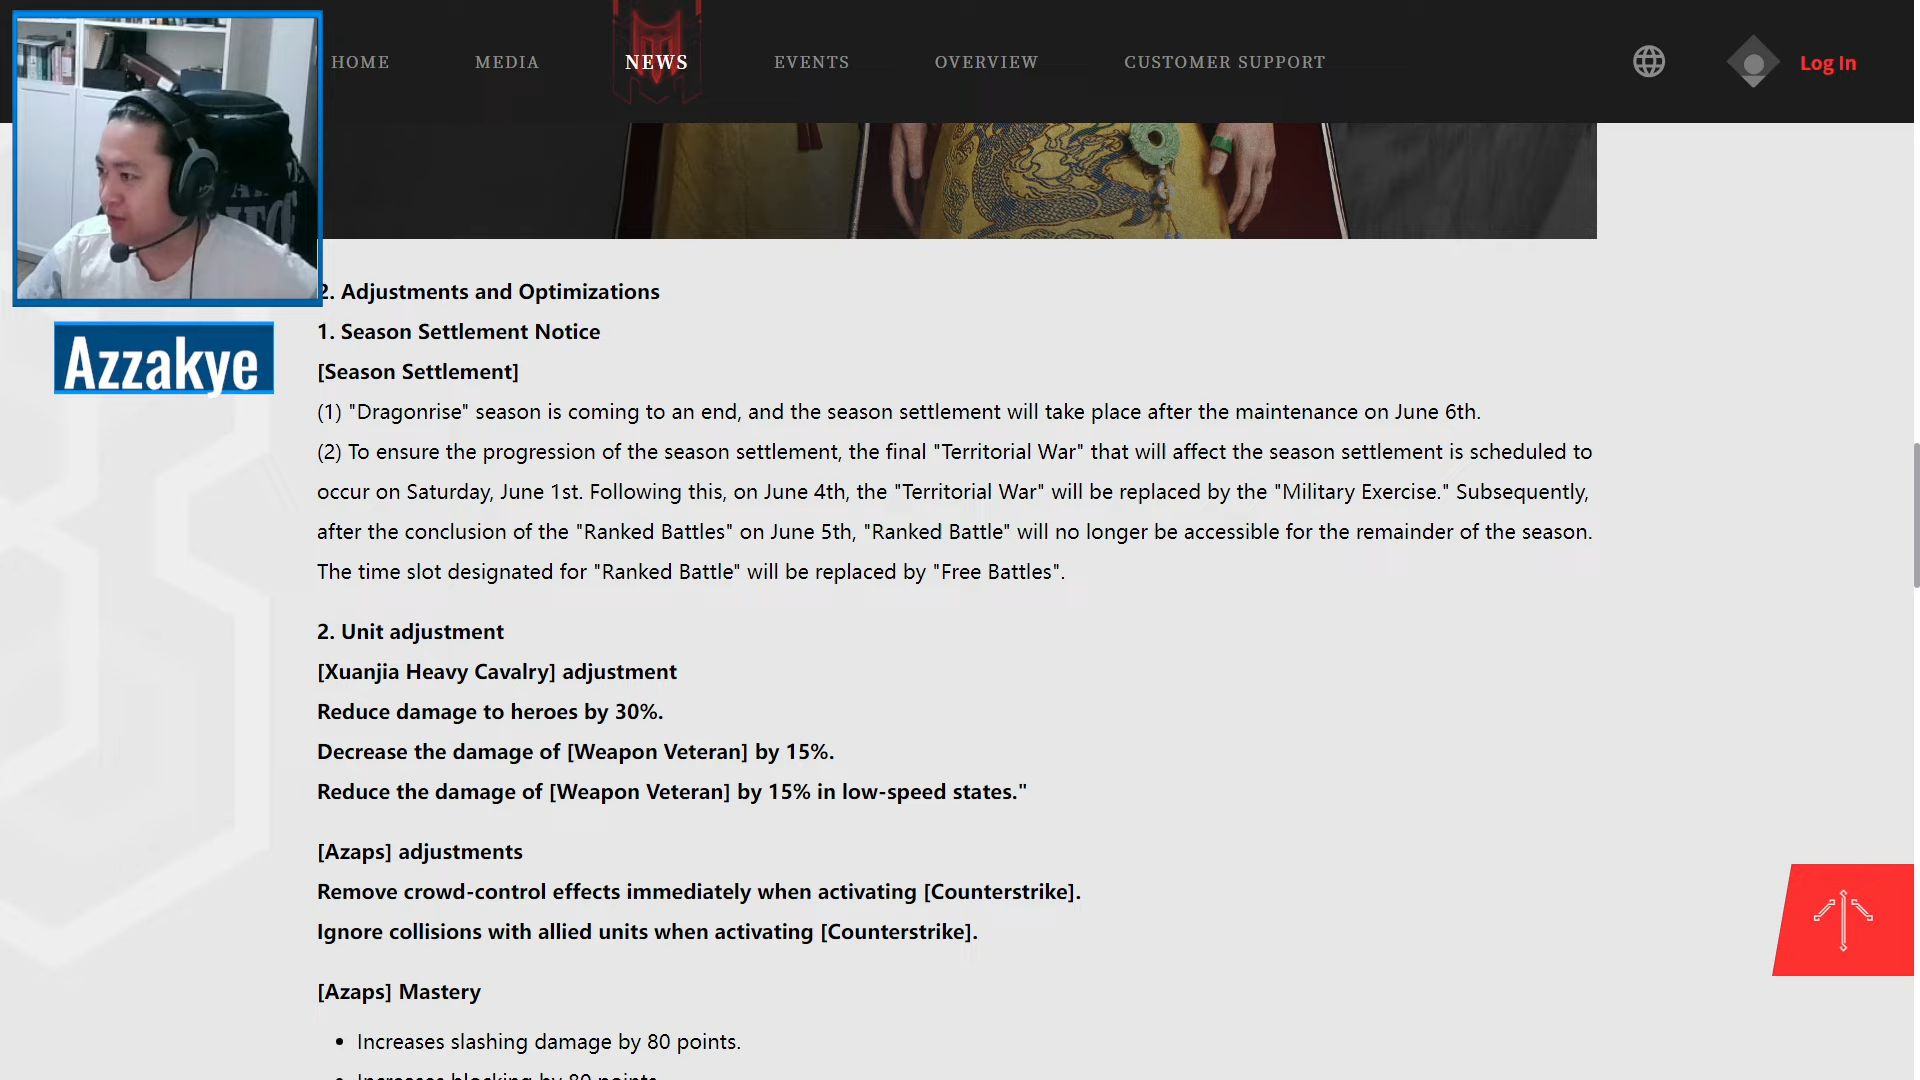 HOME
MEDIA
NEWS
EVENTS
OVERVIEW
CUSTOMER SUPPORT
Log In
Azzakye
2. Adjustments and Optimizations
1. Season Settlement Notice
[Season Settlement]
(1) "Dragonrise" season is coming to an end, and the season settlement will take place after the maintenance on June 6th.
(2) To ensure the progression of the season settlement, the final "Territorial War" that will affect the season settlement is scheduled to
occur on Saturday, June 1st. Following this, on June 4th, the "Territorial War" will be replaced by the "Military Exercise." Subsequently,
after the conclusion of the "Ranked Battles" on June 5th, "Ranked Battle" will no longer be accessible for the remainder of the season.
The time slot designated for "Ranked Battle" will be replaced by "Free Battles".
2. Unit adjustment
[Xuanjia Heavy Cavalry] adjustment
Reduce damage to heroes by 30%.
Decrease the damage of [Weapon Veteran] by 15%.
Reduce the damage of [Weapon Veteran] by 15% in low-speed states."
[Azaps] adjustments
Remove crowd-control effects immediately when activating [Counterstrike].
Ignore collisions with allied units when activating [Counterstrike].
[Azaps] Mastery
• Increases slashing damage by 80 points.
• Increases blocking by 80 points.